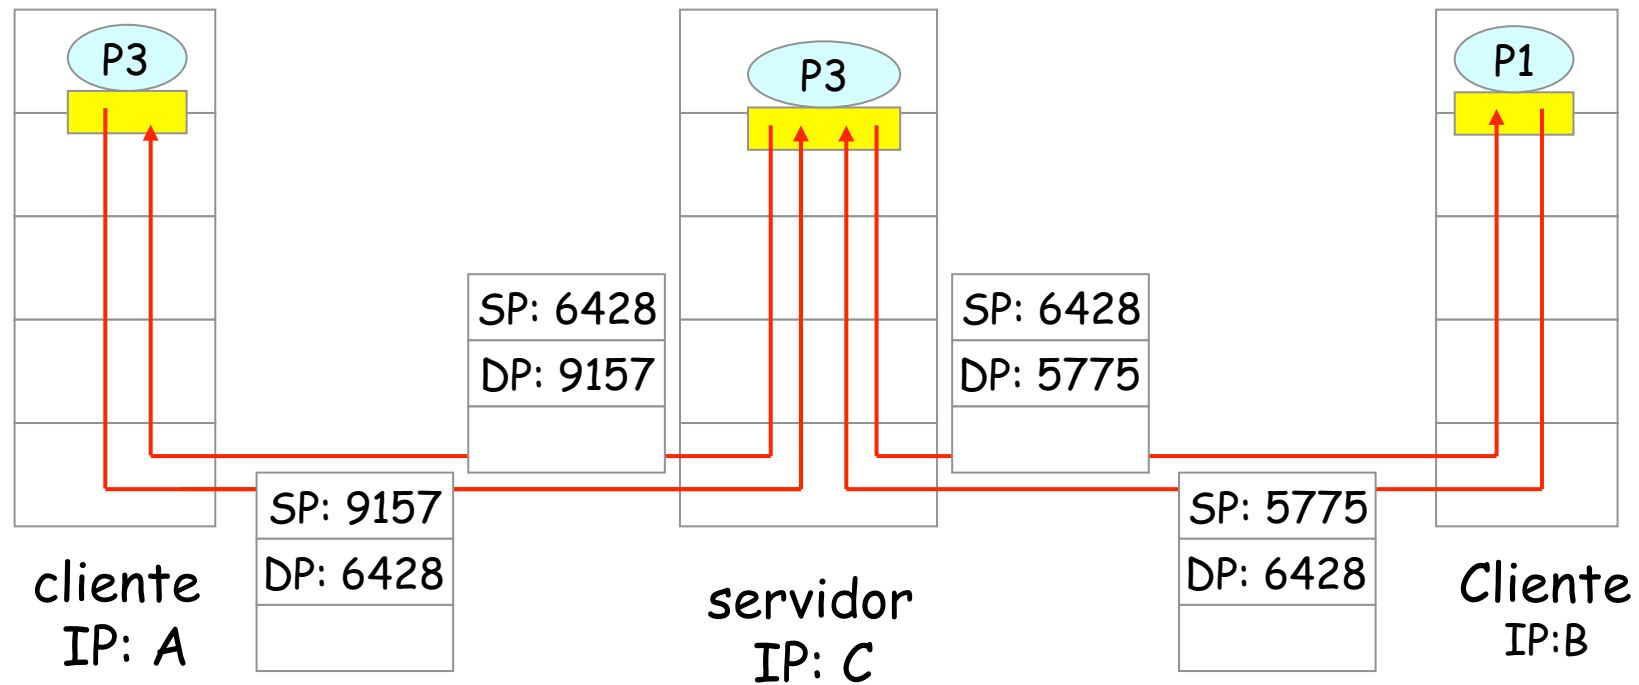 P3
P3
P1
SP: 6428
DP: 9157
SP: 6428
DP: 5775
SP: 9157
DP: 6428
SP: 5775
DP: 6428
cliente
IP: A
servidor
IP: C
Cliente
IP:B